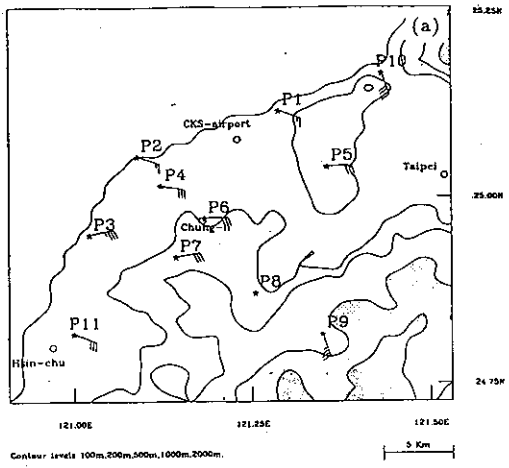 25.25N
(a)
P10
P1
CKS-airport
P2
P5
Taipei
P4
25.00N
P6
P3
Chung-li
P7
P8
P9
P11
Hsin-chu
24.75N
121.00E
121.25E
121.50E
Contour levels 100m,200m,500m,1000m,2000m.
5 Km